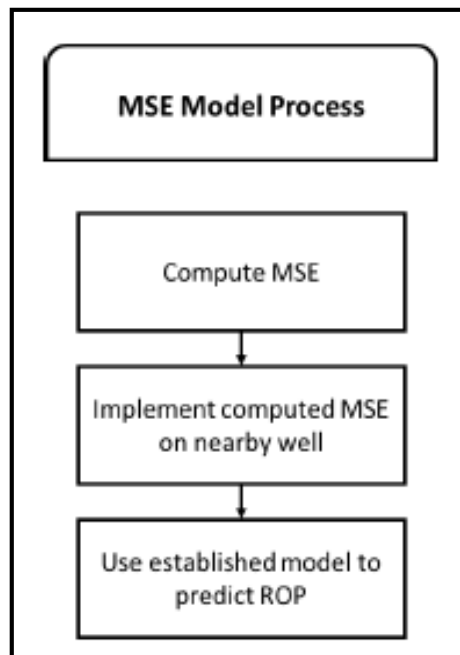 MSE Model Process
Compute MSE
Implement computed MSE
on nearby well
Use established model to
predict ROP